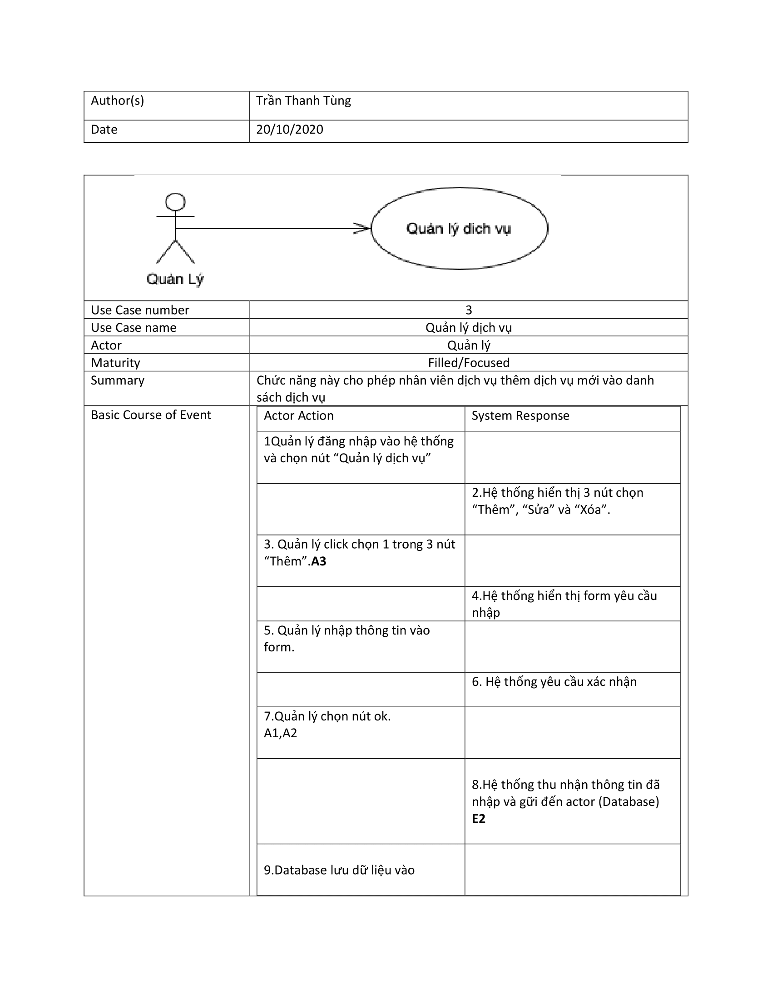 Author(s)
Trần Thanh Tùng
Date
20/10/2020
Quản lý dich vụ
Quản Lý
Use Case number
3
Use Case name
Quản lý dịch vụ
Actor
Quản lý
Maturity
Filled/Focused
Summary
Chức năng này cho phép nhân viên dịch vụ thêm dịch vụ mới vào danh
sách dịch vụ
Basic Course of Event
Actor Action
System Response
1Quản lý đăng nhập vào hệ thống
và chọn nút “Quản lý dịch vụ”
2.Hệ thống hiển thị 3 nút chọn
“Thêm”, “Sửa” và “Xóa”.
3. Quản lý click chọn 1 trong 3 nút
“Thêm”.A3
4.Hệ thống hiển thị form yêu cầu
nhập
5. Quản lý nhập thông tin vào
form.
6. Hệ thống yêu cầu xác nhận
7.Quản lý chọn nút ok.
A1,A2
8.Hệ thống thu nhận thông tin đã
nhập và gữi đến actor (Database)
E2
9.Database lưu dữ liệu vào